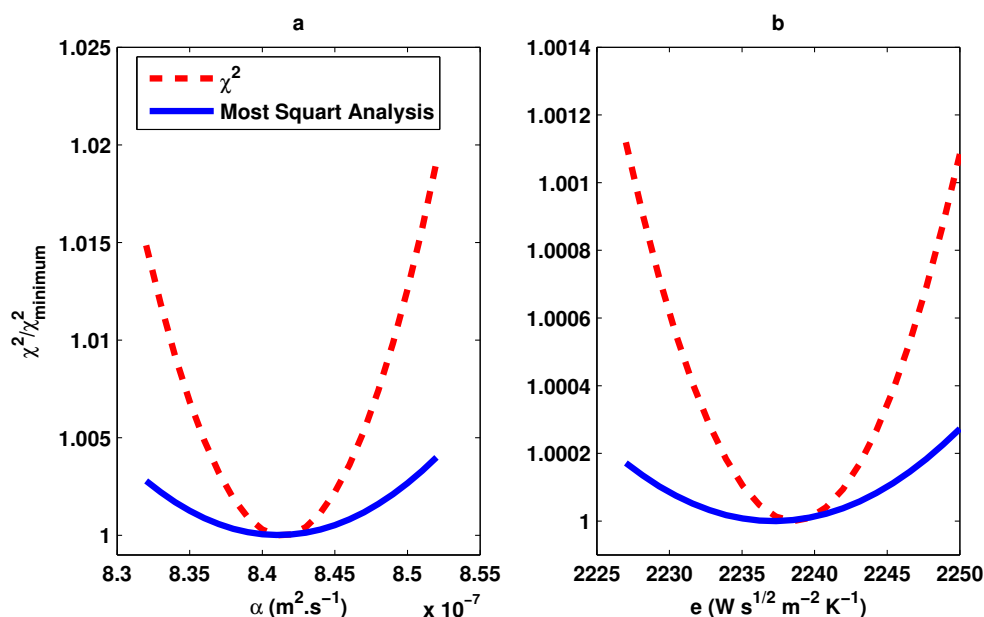 a
b
1.025
1.02
1.015
1.01
1.005
1
χ²
Most Squart Analysis
χ²/χ²minimum
8.3 8.35 8.4 8.45 8.5 8.55
α (m².s⁻¹)
x 10⁻⁷
1.0014
1.0012
1.001
1.0008
1.0006
1.0004
1.0002
1
2225 2230 2235 2240 2245 2250
e (W s^1/2 m⁻² K⁻¹)